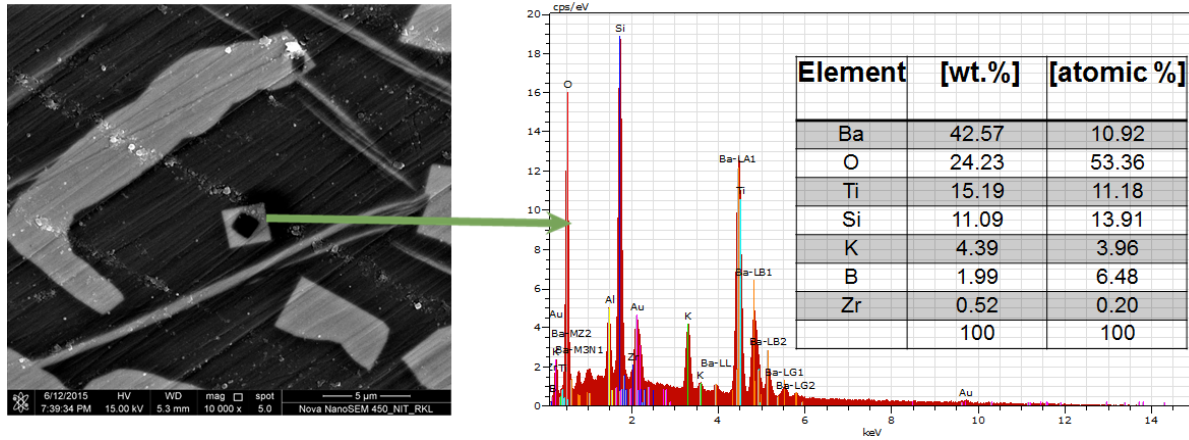 6/12/2015 HV WD mag □ spot
7:39:34 PM 15.00 kV 5.3 mm 10 000 x 5.0
5 µm
Nova NanoSEM 450_NIT_RKL
cps/eV
20
18
16
14
12
10
8
6
4
2
0
Si
O
Ba-LA1
Ti
Ba-LB1
Al
Au
Au
K
Ba-MZ2
Ba-M3N1
Zr
Ba-LB2
K
Ba-LL
Ba-LG1
Ba-LG2
Au
2 4 6 8 10 12 14
keV
Element [wt.%] [atomic %]
Ba 42.57 10.92
O 24.23 53.36
Ti 15.19 11.18
Si 11.09 13.91
K 4.39 3.96
B 1.99 6.48
Zr 0.52 0.20
100 100